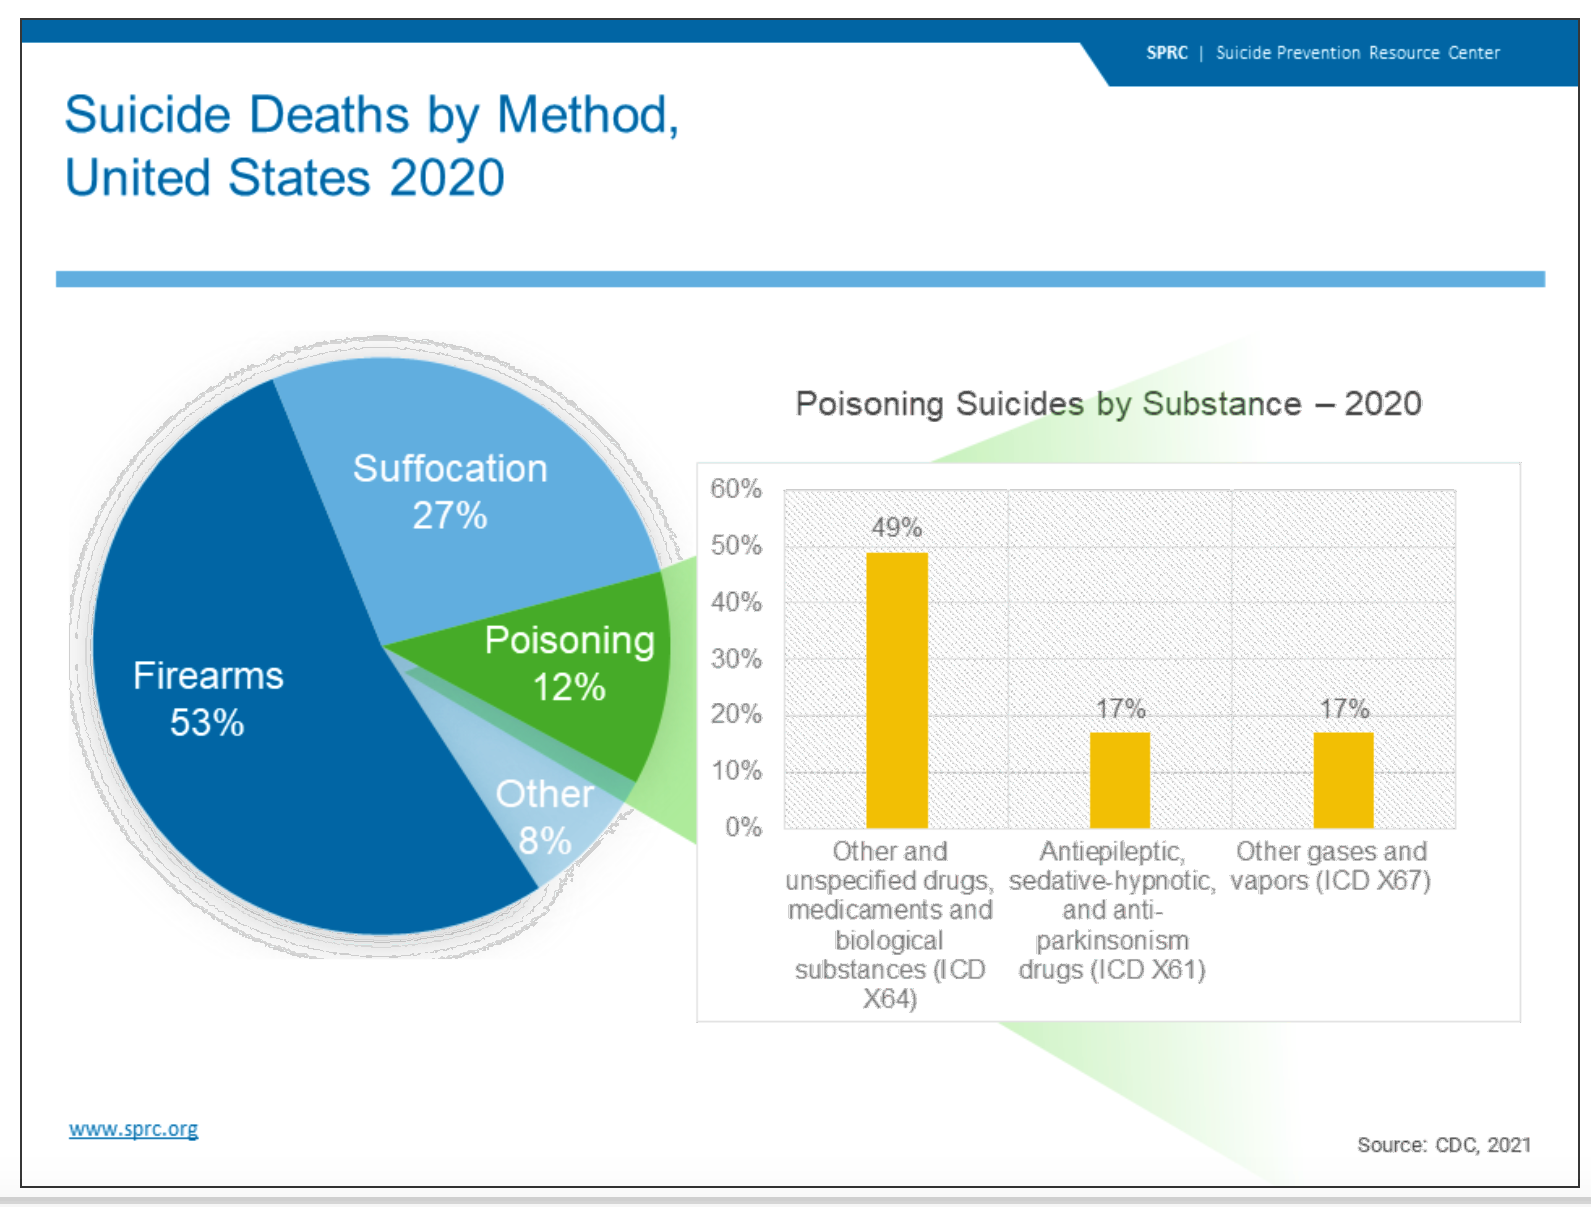 SPRC | Suicide Prevention Resource Center
Suicide Deaths by Method,
United States 2020
Suffocation
27%
Poisoning
12%
Firearms
53%
Other
8%
Poisoning Suicides by Substance – 2020
60%
50%
40%
30%
20%
10%
0%
49%
17%
17%
Other and
unspecified drugs,
medicaments and
biological
substances (ICD
X64)
Antiepileptic,
sedative-hypnotic,
and anti-
parkinsonism
drugs (ICD X61)
Other gases and
vapors (ICD X67)
www.sprc.org
Source: CDC, 2021